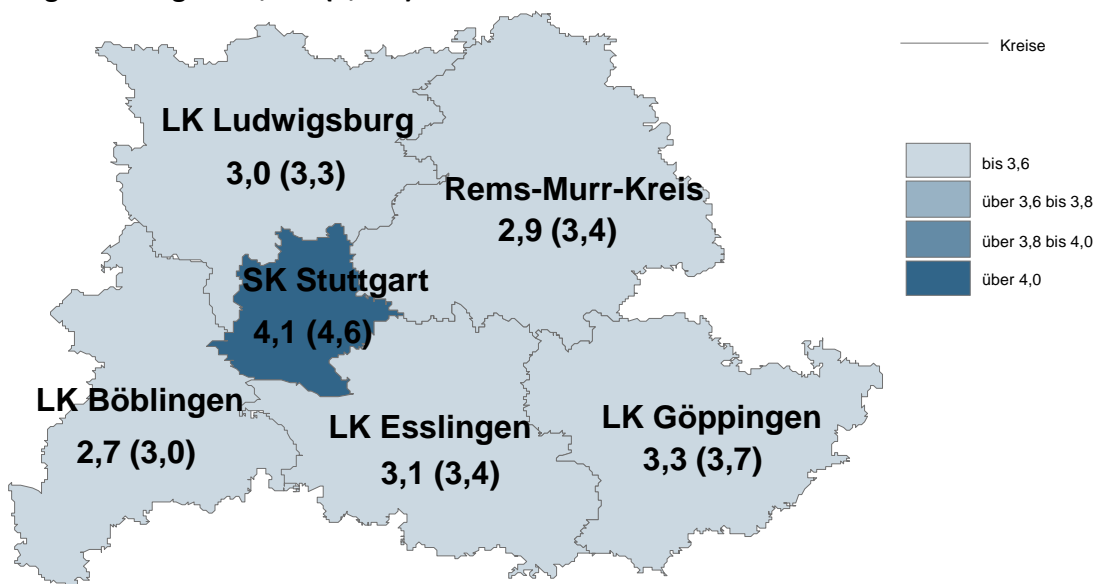 Kreise
LK Ludwigsburg
3,0 (3,3)
Rems-Murr-Kreis
2,9 (3,4)
SK Stuttgart
4,1 (4,6)
LK Böblingen
2,7 (3,0)
LK Esslingen
3,1 (3,4)
LK Göppingen
3,3 (3,7)
bis 3,6
über 3,6 bis 3,8
über 3,8 bis 4,0
über 4,0